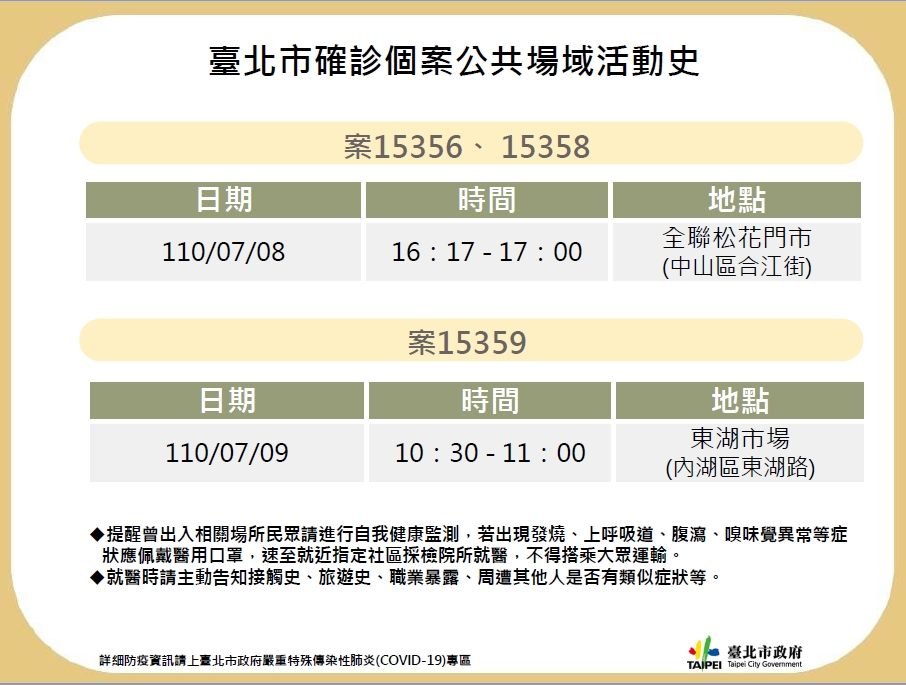 臺北市確診個案公共場域活動史
案15356、 15358
日期 時間 地點
110/07/08 16：17 - 17：00 全聯松花門市
(中山區合江街)
案15359
日期 時間 地點
110/07/09 10：30 - 11：00 東湖市場
(內湖區東湖路)
◆提醒曾出入相關場所民眾請進行自我健康監測，若出現發燒、上呼吸道、腹瀉、嗅味覺異常等症
狀應佩戴醫用口罩，速至就近指定社區採檢院所就醫，不得搭乘大眾運輸。
◆就醫時請主動告知接觸史、旅遊史、職業暴露、周遭其他人是否有類似症狀等。
詳細防疫資訊請上臺北市政府嚴重特殊傳染性肺炎(COVID-19)專區
TAIPEI 臺北市政府
Taipei City Government